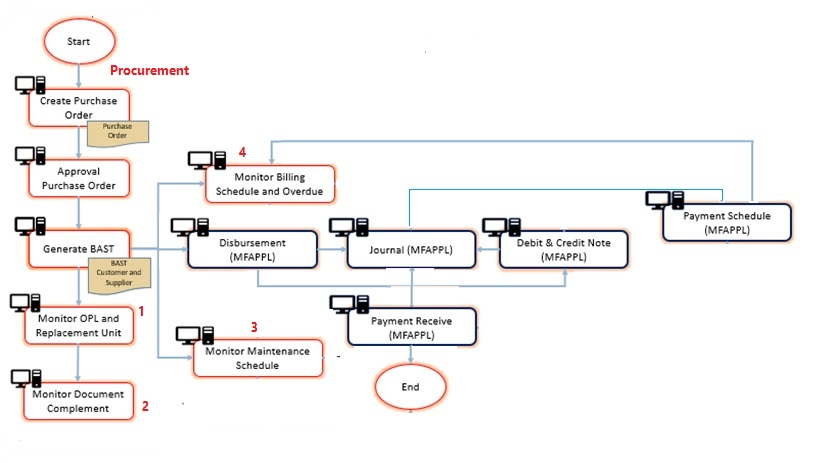 Start
Procurement
Create Purchase
Order
Purchase
Order
Approval
Purchase Order
Generate BAST
BAST
Customer and
Supplier
Monitor OPL and
Replacement Unit
1
Monitor Document
Complement
2
4
Monitor Billing
Schedule and Overdue
Disbursement
(MFAPPL)
Journal (MFAPPL)
Debit & Credit Note
(MFAPPL)
Payment Schedule
(MFAPPL)
3
Monitor Maintenance
Schedule
Payment Receive
(MFAPPL)
End